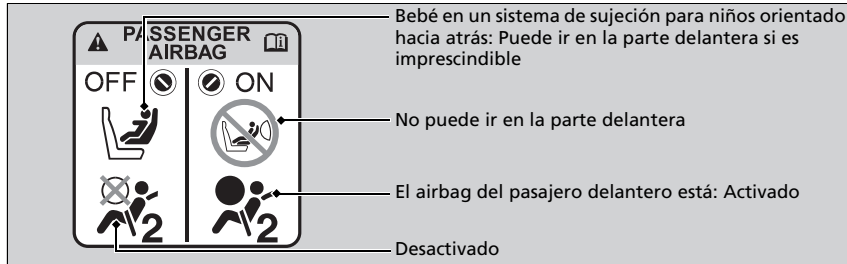 PASSENGER
AIRBAG
OFF
ON
2
2
Bebé en un sistema de sujeción para niños orientado
hacia atrás: Puede ir en la parte delantera si es
imprescindible
No puede ir en la parte delantera
El airbag del pasajero delantero está: Activado
Desactivado